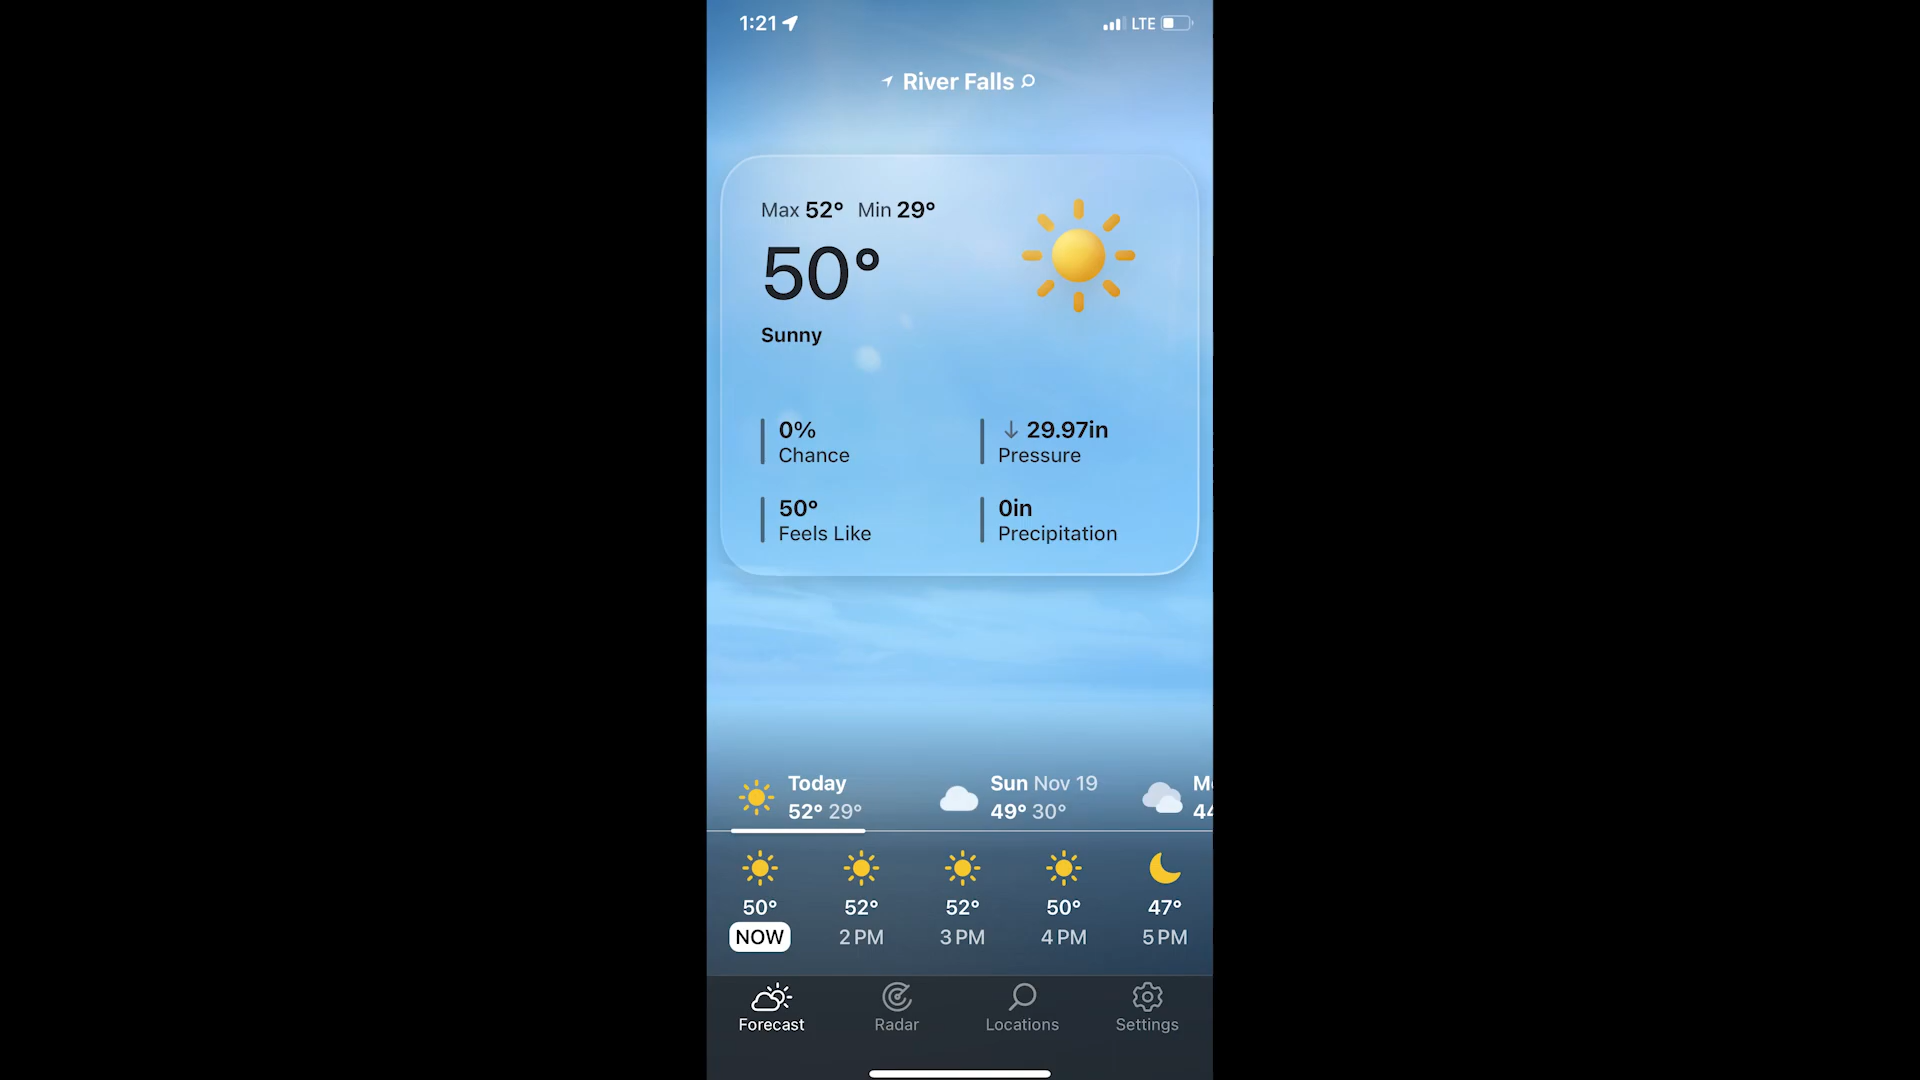 1:21 LTE
River Falls
Max 52° Min 29°
50°
Sunny
0%
Chance
29.97in
Pressure
50°
Feels Like
0in
Precipitation
Today
52° 29°
Sun Nov 19
49° 30°
50° 52° 52° 50° 47°
NOW 2 PM 3 PM 4 PM 5 PM
Forecast Radar Locations Settings